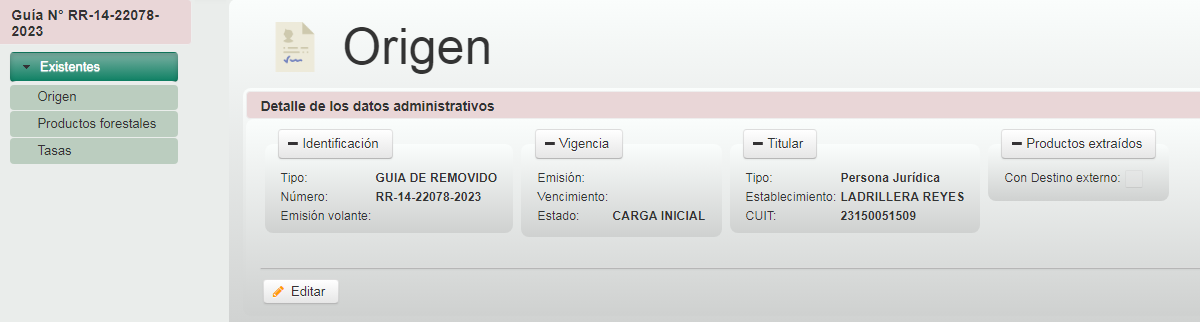 Guía N° RR-14-22078-
2023
Existentes
Origen
Productos forestales
Tasas
Origen
Detalle de los datos administrativos
Identificación
Tipo: GUIA DE REMOVIDO
Número: RR-14-22078-2023
Emisión volante:
Vigencia
Emisión:
Vencimiento:
Estado: CARGA INICIAL
Titular
Tipo: Persona Jurídica
Establecimiento: LADRILLERA REYES
CUIT: 23150051509
Productos extraídos
Con Destino externo:
Editar